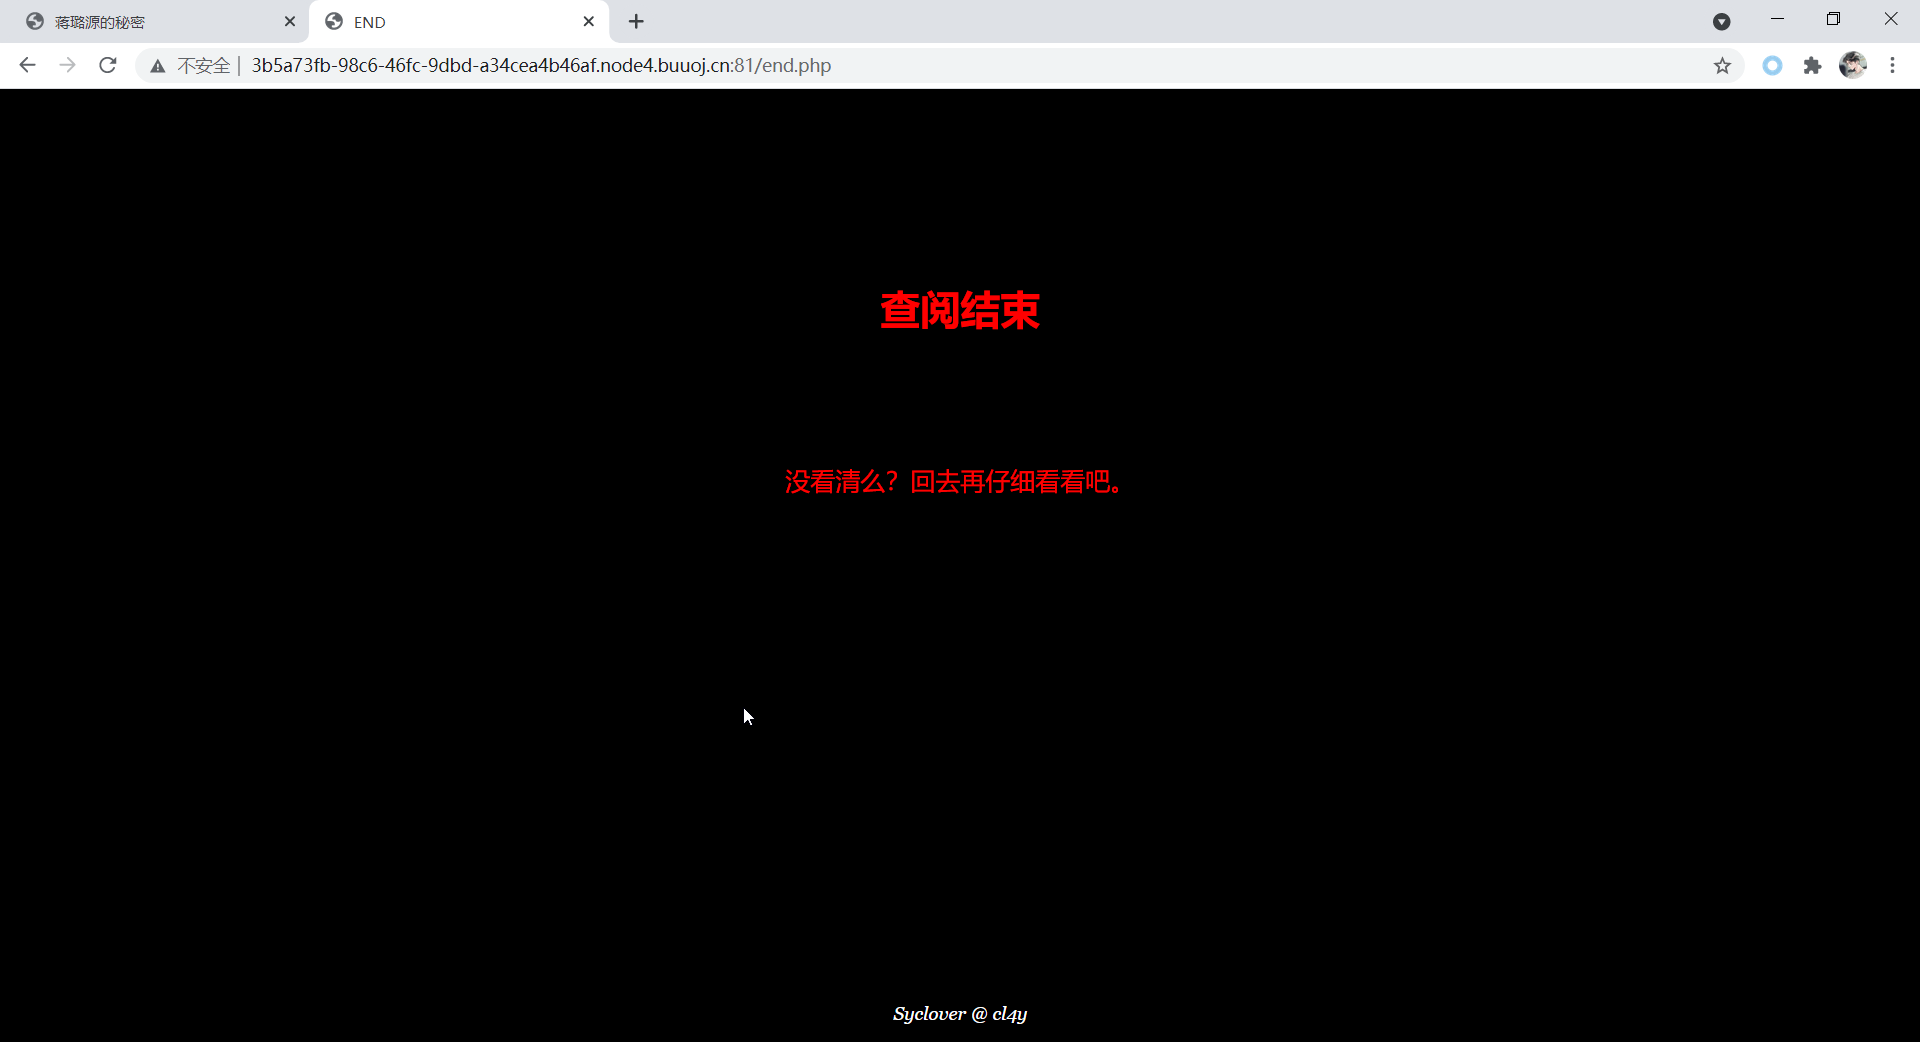 蒋璐源的秘密
END
不安全
3b5a73fb-98c6-46fc-9dbd-a34cea4b46af.node4.buuoj.cn:81/end.php
查阅结束
没看清么？回去再仔细看看吧。
Syclover @ cl4y